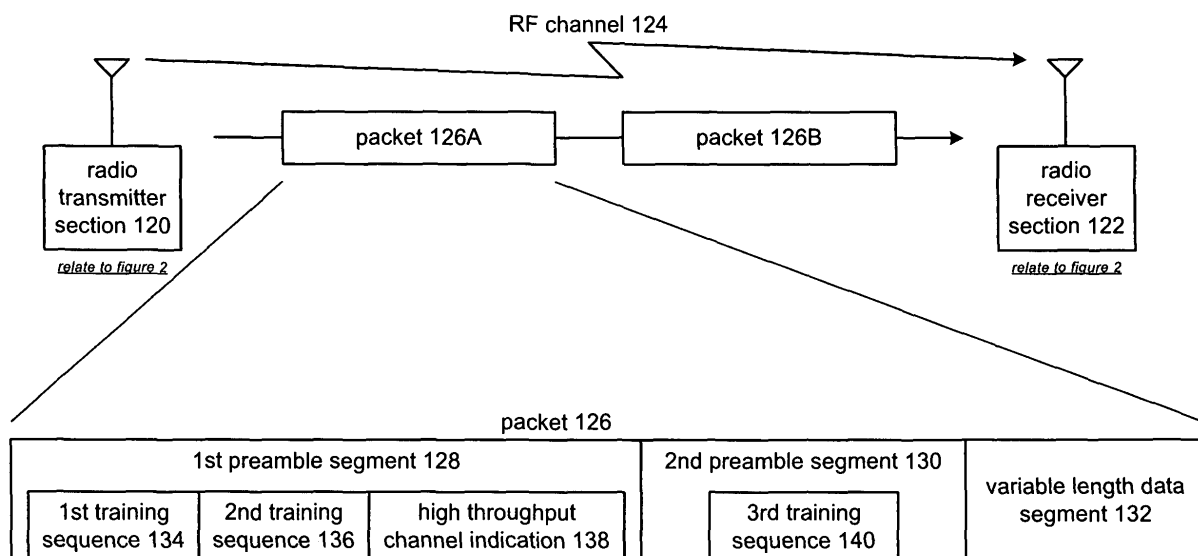 RF channel 124
packet 126A
packet 126B
radio
transmitter
section 120
relate to figure 2
radio
receiver
section 122
relate to figure 2
packet 126
1st preamble segment 128
2nd preamble segment 130
variable length data
segment 132
1st training
sequence 134
2nd training
sequence 136
high throughput
channel indication 138
3rd training
sequence 140